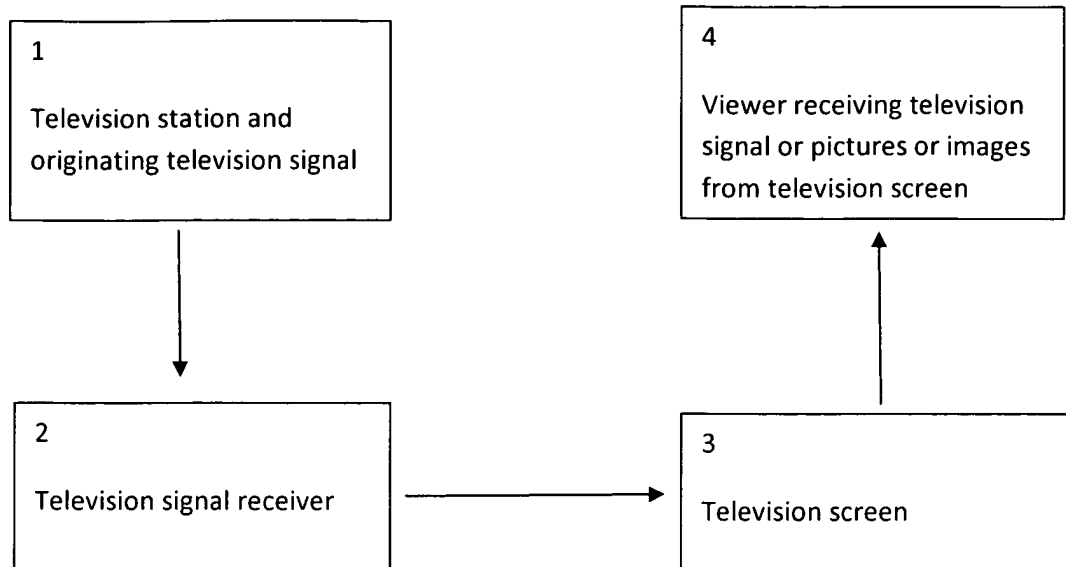 1
Television station and
originating television signal
2
Television signal receiver
3
Television screen
4
Viewer receiving television
signal or pictures or images
from television screen